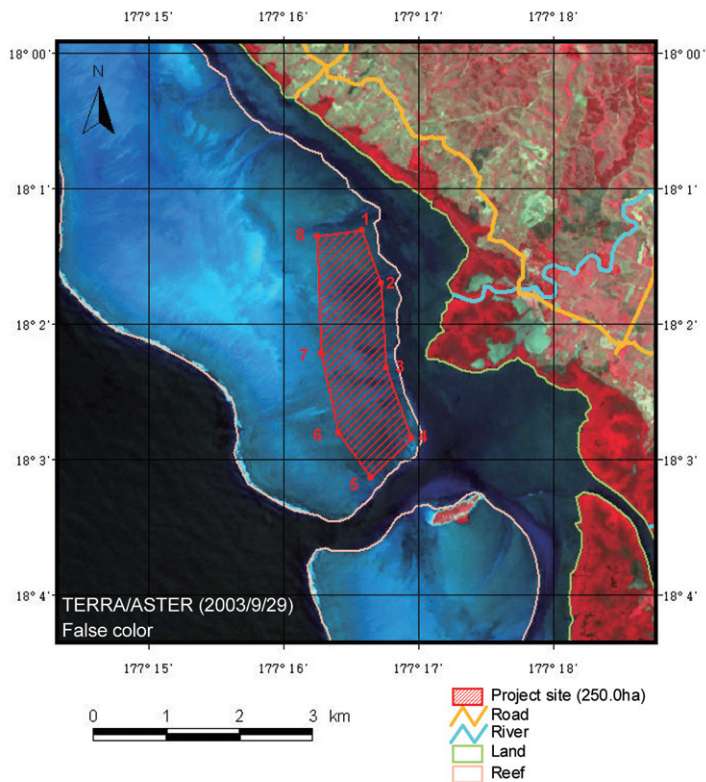 177°15' 177°16' 177°17' 177°18'
18°00' 18°00'
N
18°1' 18°1'
1
8
2
18°2' 18°2'
7
3
6 4
18°3' 18°3'
5
18°4' 18°4'
TERRA/ASTER (2003/9/29)
False color
177°15' 177°16' 177°17' 177°18'
0 1 2 3 km
Project site (250.0ha)
Road
River
Land
Reef